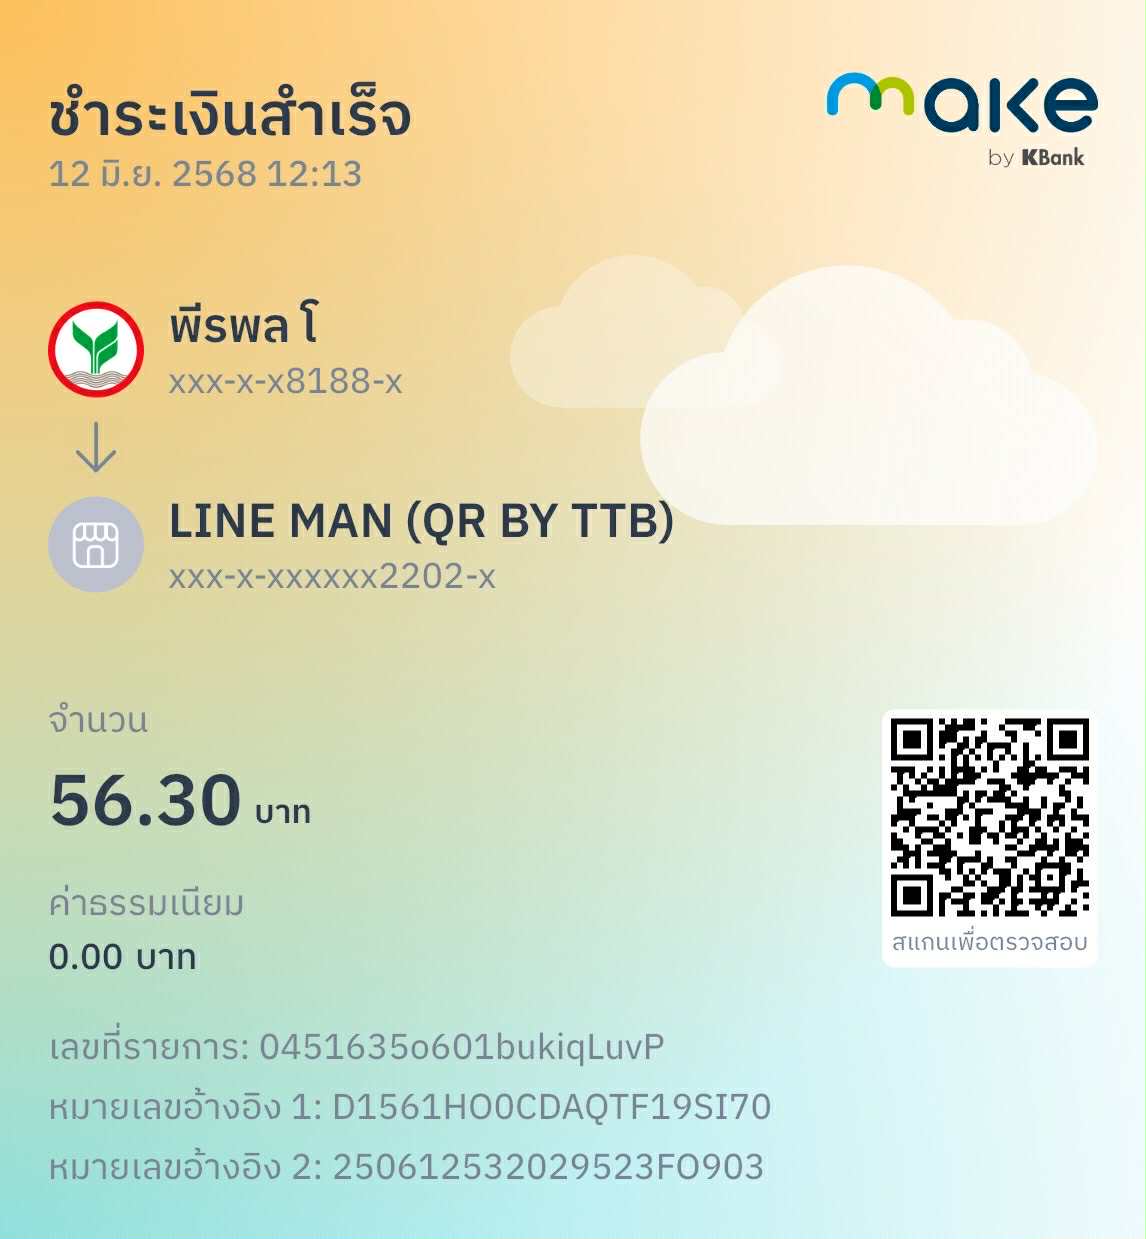 ชำระเงินสำเร็จ
12 มิ.ย. 2568 12:13
make
by KBank
พีรพล โ
xxx-x-x8188-x
LINE MAN (QR BY TTB)
xxx-x-xxxxxx2202-x
จำนวน
56.30 บาท
ค่าธรรมเนียม
0.00 บาท
สแกนเพื่อตรวจสอบ
เลขที่รายการ: 0451635o601bukiqLuvP
หมายเลขอ้างอิง 1: D1561HO0CDAQTF19SI70
หมายเลขอ้างอิง 2: 250612532029523FO903